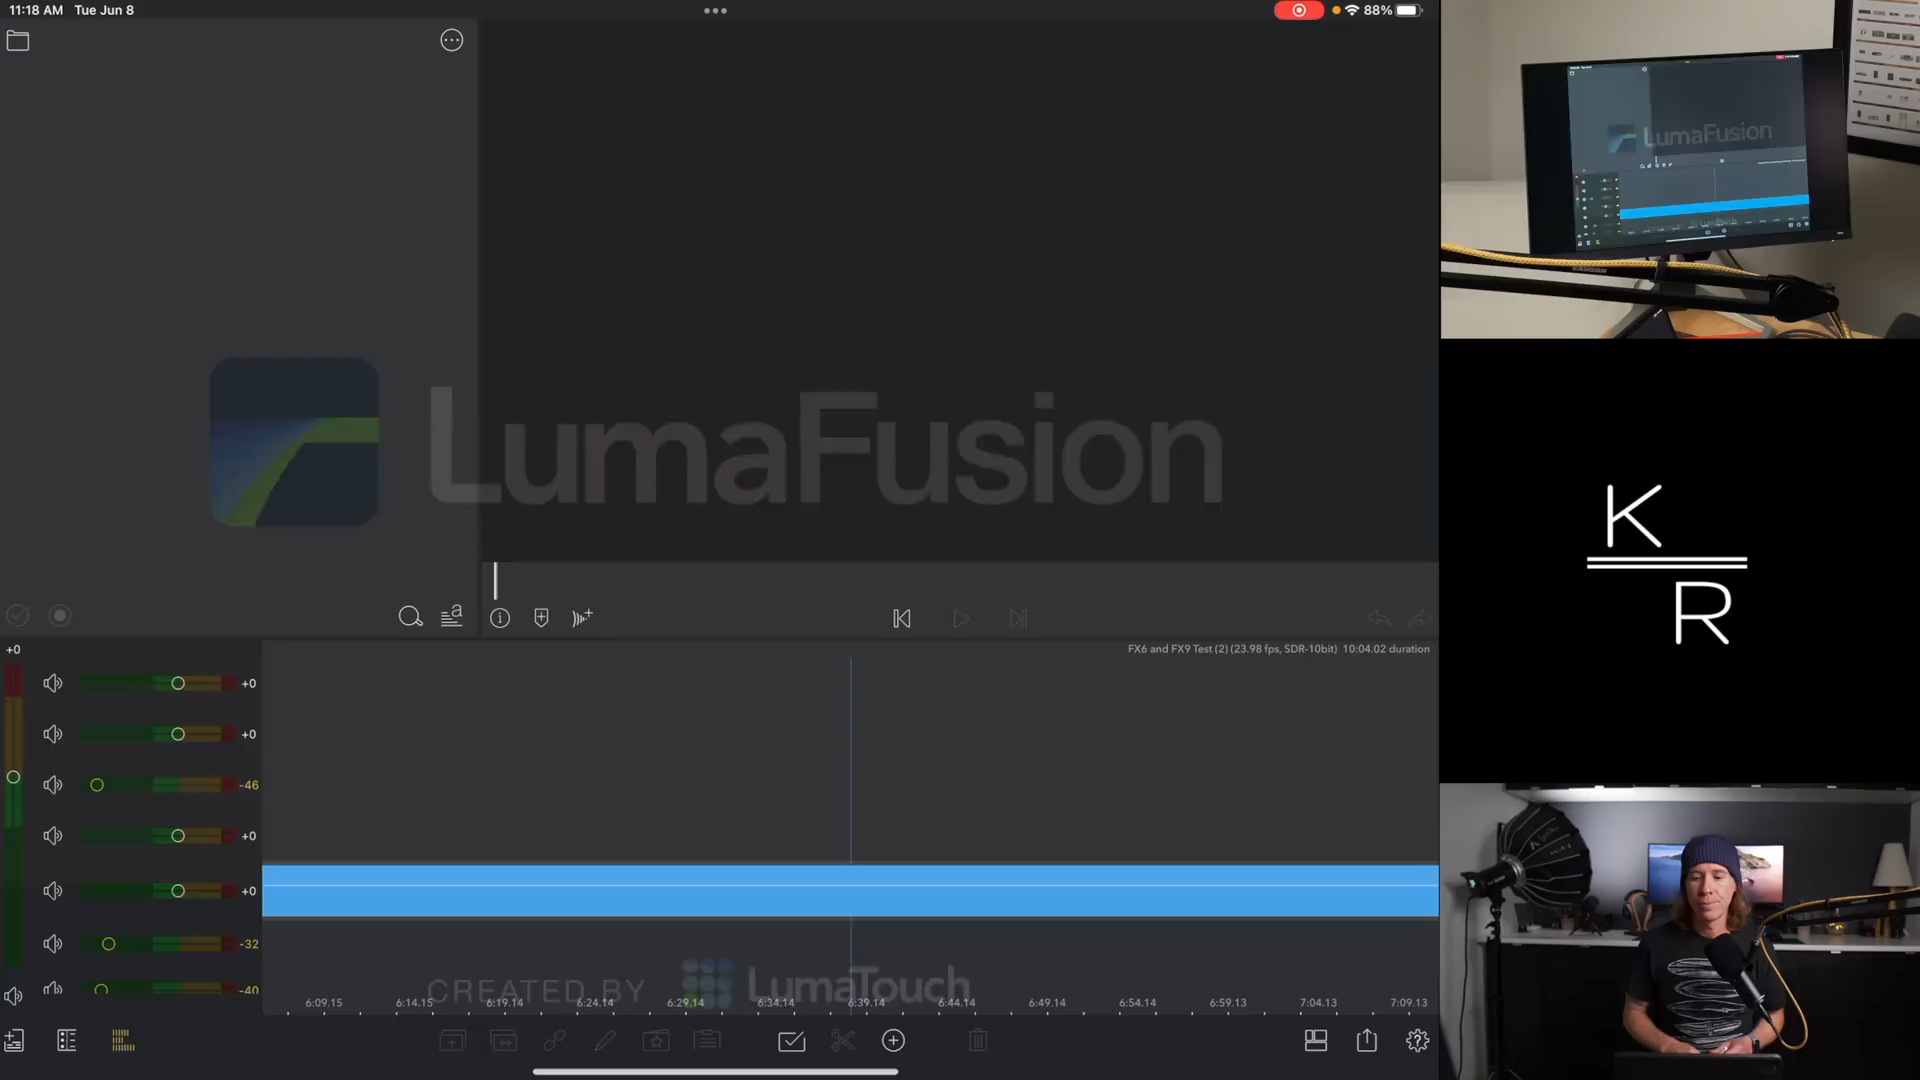 11:18 AM Tue Jun 8
88%
LumaFusion
LumaFusion
K
R
a
+0
FX6 and FX9 Test (2) (23.98 fps, SDR-10bit) 10:04.02 duration
+0
+0
-46
+0
+0
-32
-40
CREATED BY LumaTouch
6:09.15 6:14.15 6:19.14 6:24.14 6:29.14 6:34.14 6:39.14 6:44.14 6:49.14 6:54.14 6:59.13 7:04.13 7:09.13